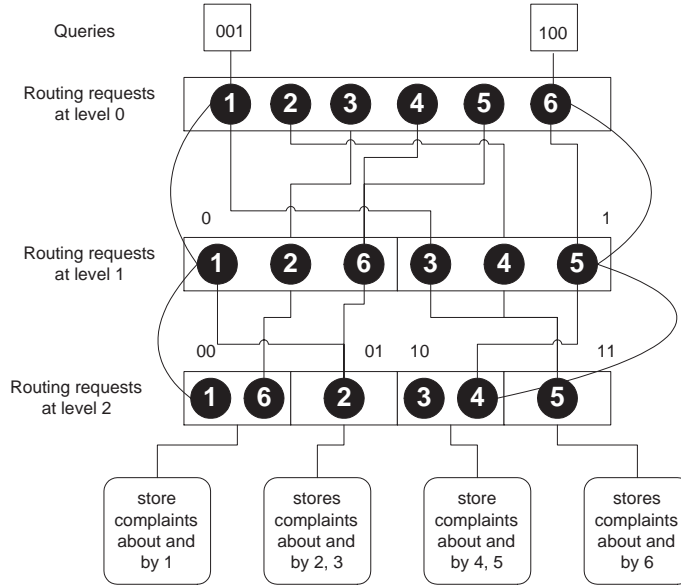 Queries
001
100
Routing requests
at level 0
1 2 3 4 5 6
0
1
Routing requests
at level 1
1 2 6 3 4 5
00
01
10
11
Routing requests
at level 2
1 6 2 3 4 5
store
complaints
about and
by 1
stores
complaints
about and
by 2, 3
store
complaints
about and
by 4, 5
stores
complaints
about and
by 6